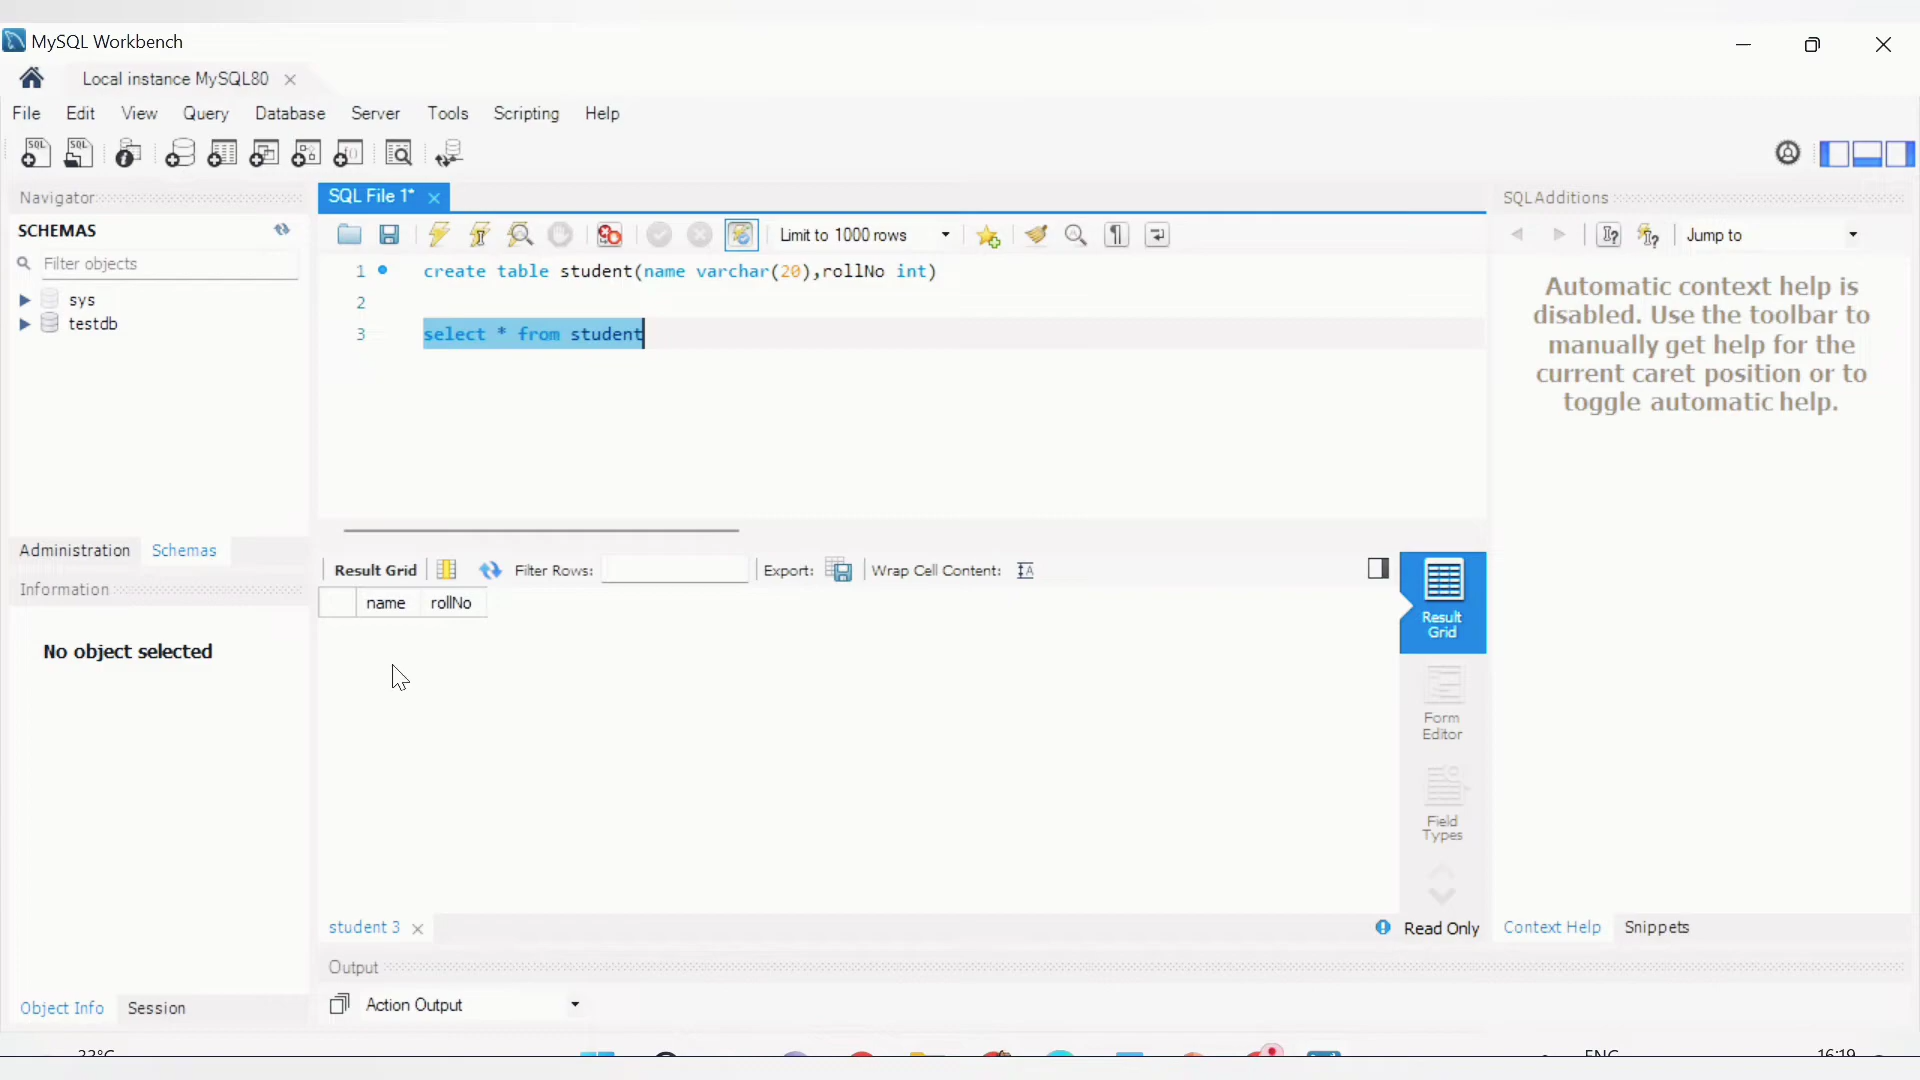 MySQL Workbench
Local instance MySQL80
File Edit View Query Database Server Tools Scripting Help
Navigator
SCHEMAS
Filter objects
sys
testdb
Administration Schemas
Information
No object selected
Object Info Session
SQL File 1*
Limit to 1000 rows
1 create table student(name varchar(20),rollNo int)
2
3 select * from student
Result Grid Filter Rows: Export: Wrap Cell Content:
name rollNo
Result
Grid
Form
Editor
Field
Types
student 3
Read Only
Output
Action Output
SQLAdditions
Jump to
Automatic context help is
disabled. Use the toolbar to
manually get help for the
current caret position or to
toggle automatic help.
Context Help Snippets